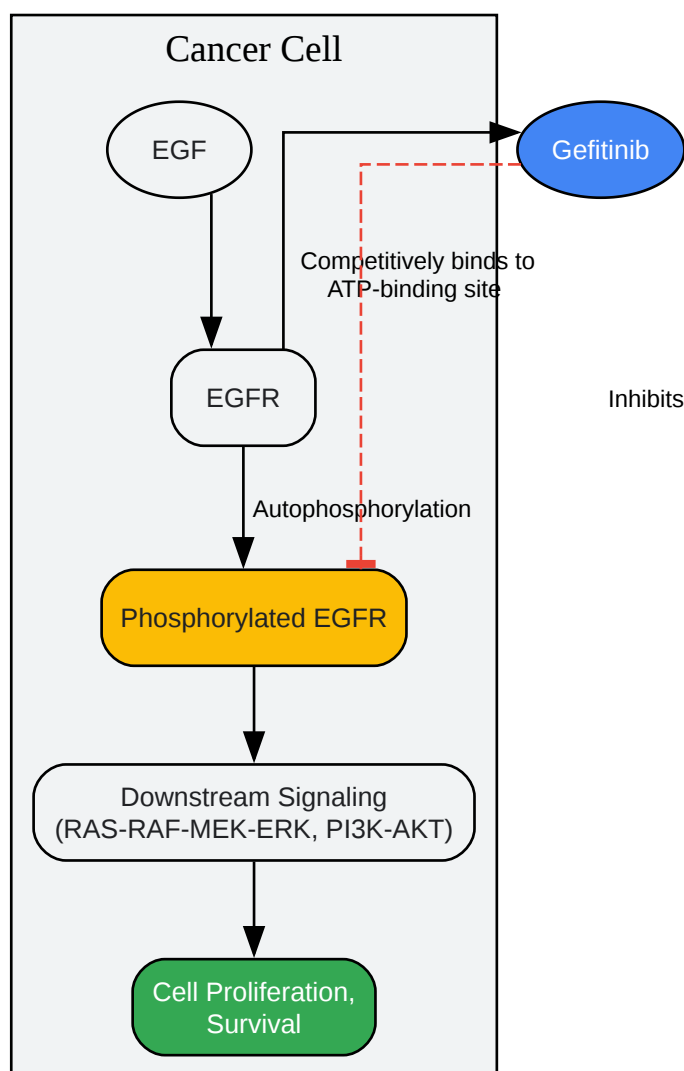 Cancer Cell
EGF
Gefitinib
Competitively binds to
ATP-binding site
EGFR
Inhibits
Autophosphorylation
Phosphorylated EGFR
Downstream Signaling
(RAS-RAF-MEK-ERK, PI3K-AKT)
Cell Proliferation,
Survival